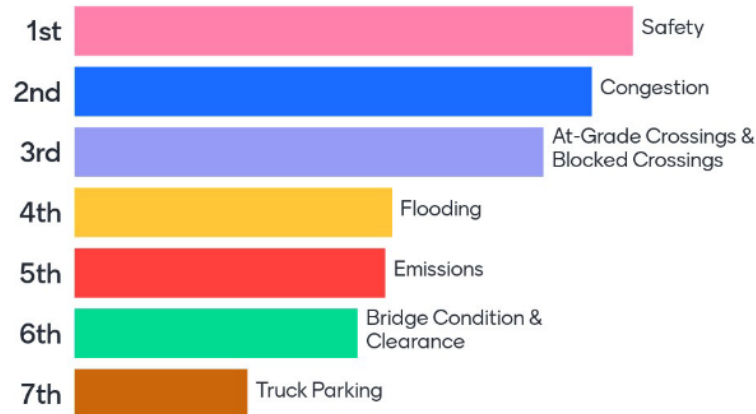 1st
Safety
2nd
Congestion
3rd
At-Grade Crossings &
Blocked Crossings
4th
Flooding
5th
Emissions
6th
Bridge Condition &
Clearance
7th
Truck Parking